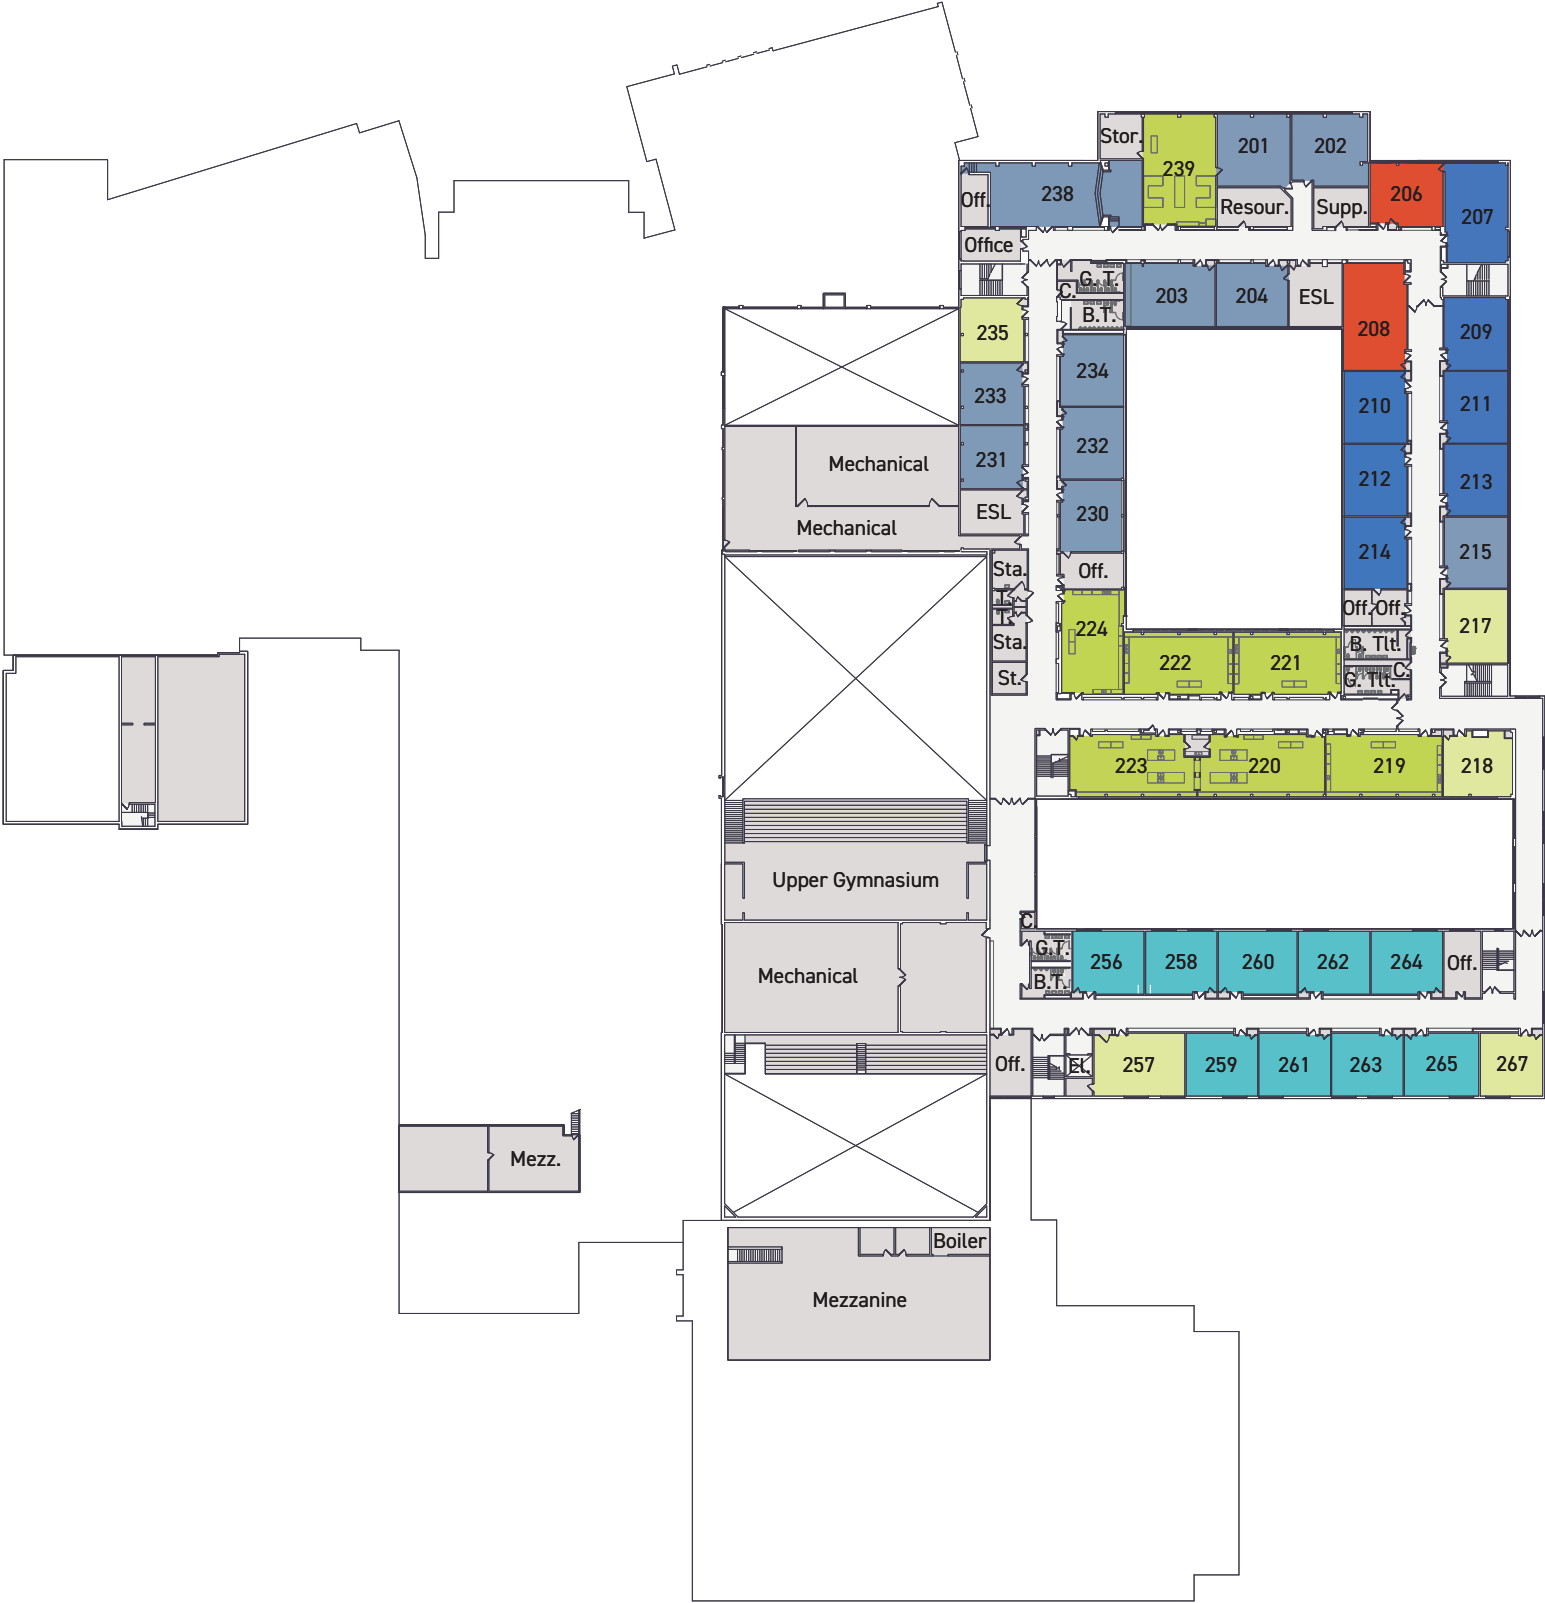 Stor.
239
201
202
Off.
238
Resour.
Supp.
206
207
Office
G. T.
C.
B.T.
203
204
ESL
208
209
235
234
233
210
211
232
231
Mechanical
212
213
ESL
230
Mechanical
214
215
Off.
Sta.
T.
T.
Sta.
St.
224
222
221
Off.
Off.
B. Tlt.
C.
G. Tlt.
217
223
220
219
218
Upper Gymnasium
C
G.T.
B.T.
256
258
260
262
264
Off.
Mechanical
Off.
El.
257
259
261
263
265
267
Mezz.
Boiler
Mezzanine